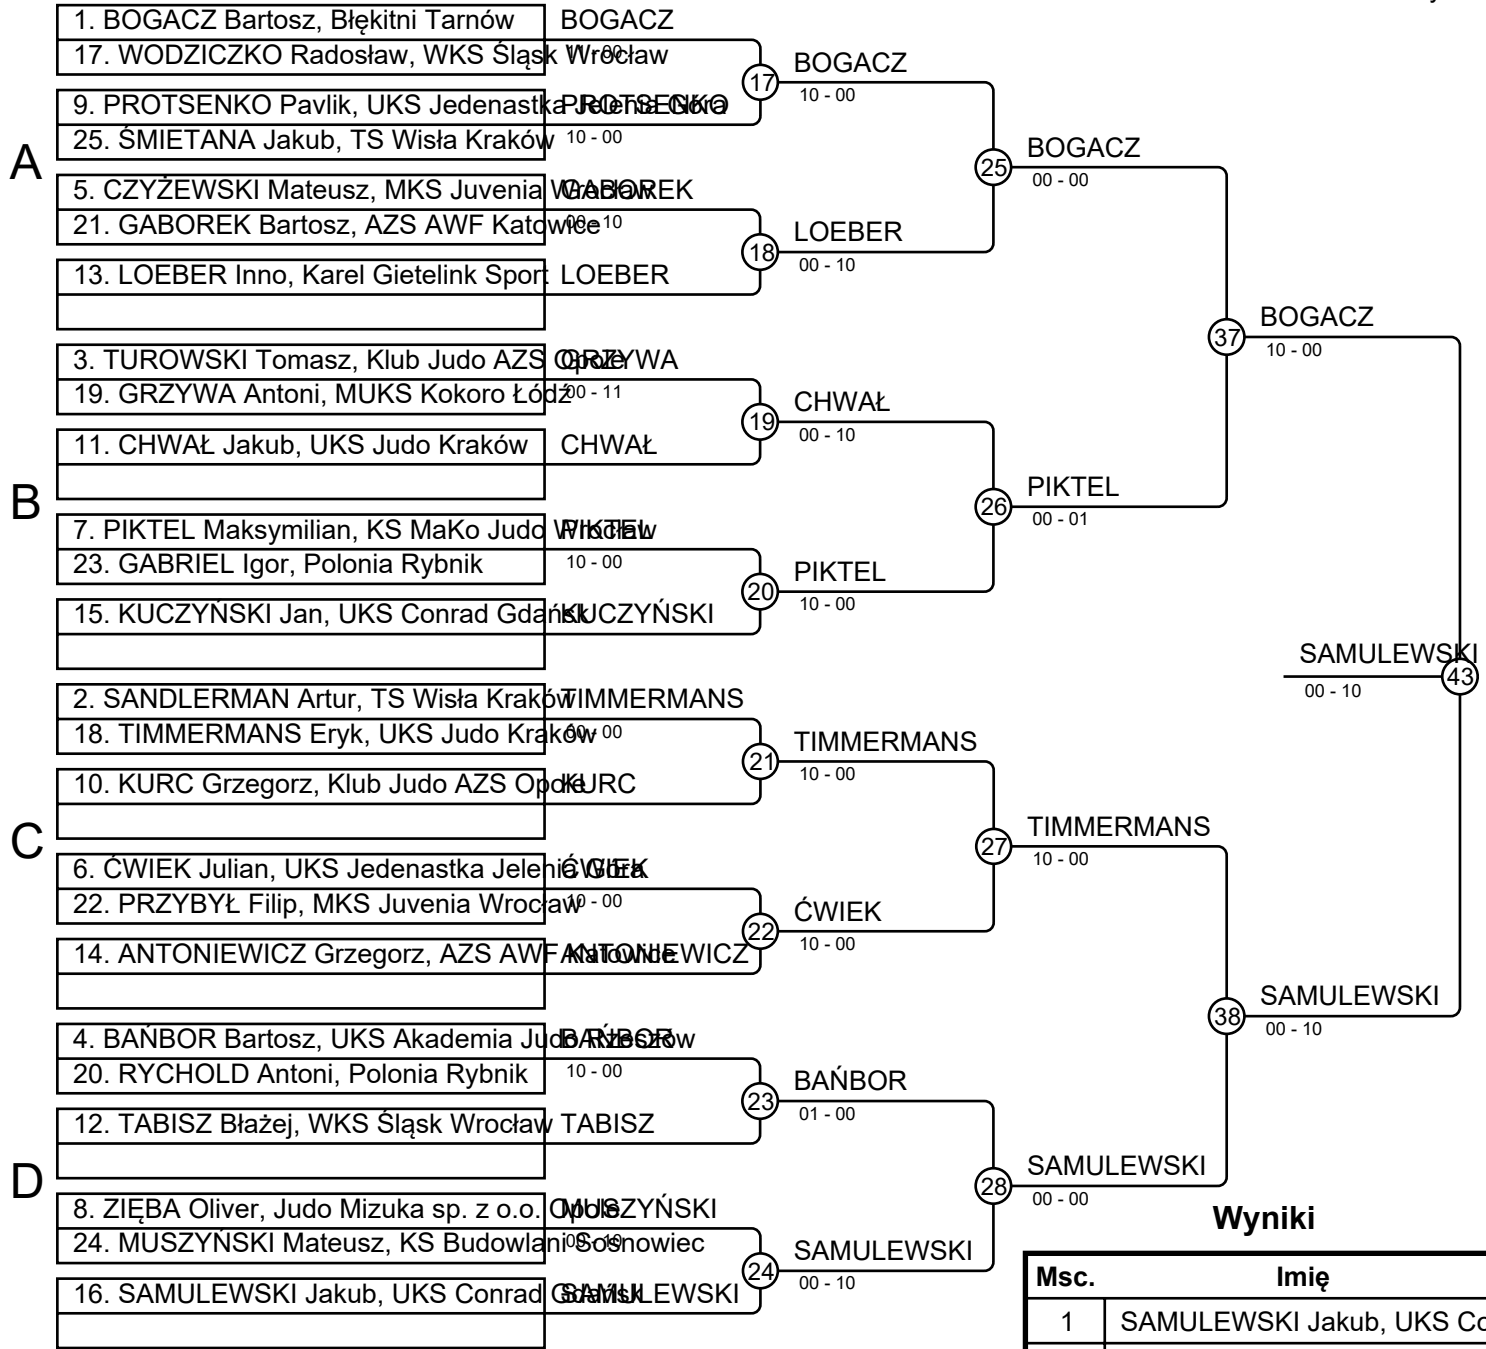 1. BOGACZ Bartosz, Błękitni Tarnów
BOGACZ
17. WODZICZKO Radosław, WKS Śląsk Wrocław
11 - 00
9. PROTSENKO Pavlik, UKS Jedenastka Jelenia Góra
PROTSENKO
25. ŚMIETANA Jakub, TS Wisła Kraków
10 - 00
A
5. CZYŻEWSKI Mateusz, MKS Juvenia Wrocław
GABOREK
21. GABOREK Bartosz, AZS AWF Katowice
00 - 10
13. LOEBER Inno, Karel Gietelink Sport
LOEBER
3. TUROWSKI Tomasz, Klub Judo AZS Opole
GRZYWA
19. GRZYWA Antoni, MUKS Kokoro Łódź
00 - 11
11. CHWAŁ Jakub, UKS Judo Kraków
CHWAŁ
B
7. PIKTEL Maksymilian, KS MaKo Judo Wrocław
PIKTEL
23. GABRIEL Igor, Polonia Rybnik
10 - 00
15. KUCZYŃSKI Jan, UKS Conrad Gdańsk
KUCZYŃSKI
2. SANDLERMAN Artur, TS Wisła Kraków
TIMMERMANS
18. TIMMERMANS Eryk, UKS Judo Kraków
00 - 00
10. KURC Grzegorz, Klub Judo AZS Opole
KURC
C
6. ĆWIEK Julian, UKS Jedenastka Jelenia Góra
ĆWIEK
22. PRZYBYŁ Filip, MKS Juvenia Wrocław
10 - 00
14. ANTONIEWICZ Grzegorz, AZS AWF Katowice
ANTONIEWICZ
4. BAŃBOR Bartosz, UKS Akademia Judo Rzeszów
BAŃBOR
20. RYCHOLD Antoni, Polonia Rybnik
10 - 00
12. TABISZ Błażej, WKS Śląsk Wrocław
TABISZ
D
8. ZIĘBA Oliver, Judo Mizuka sp. z o.o. Opole
MUSZYŃSKI
24. MUSZYŃSKI Mateusz, KS Budowlani Sosnowiec
00 - 10
16. SAMULEWSKI Jakub, UKS Conrad Gdańsk
SAMULEWSKI
17
BOGACZ
10 - 00
18
LOEBER
00 - 10
19
CHWAŁ
00 - 10
20
PIKTEL
10 - 00
21
TIMMERMANS
10 - 00
22
ĆWIEK
10 - 00
23
BAŃBOR
01 - 00
24
SAMULEWSKI
00 - 10
25
BOGACZ
00 - 00
26
PIKTEL
00 - 01
27
TIMMERMANS
10 - 00
28
SAMULEWSKI
00 - 00
37
BOGACZ
10 - 00
38
SAMULEWSKI
00 - 10
SAMULEWSKI
43
00 - 10
Wyniki
Msc. Imię
1 SAMULEWSKI Jakub, UKS Co